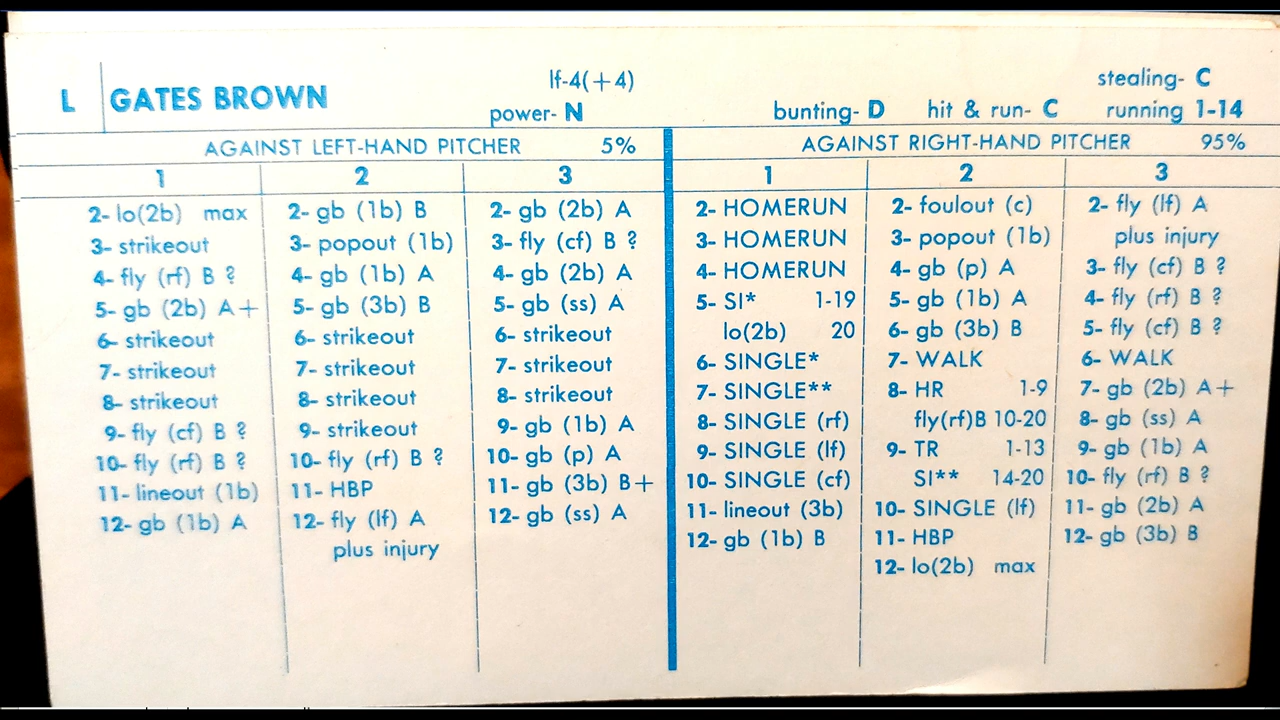 L GATES BROWN
lf-4(+4)
power- N
bunting- D hit & run- C
stealing- C
running 1-14
AGAINST LEFT-HAND PITCHER 5%
1 2 3
2- lo(2b) max 2- gb (1b) B 2- gb (2b) A
3- strikeout 3- popout (1b) 3- fly (cf) B ?
4- fly (rf) B ? 4- gb (1b) A 4- gb (2b) A
5- gb (2b) A+ 5- gb (3b) B 5- gb (ss) A
6- strikeout 6- strikeout 6- strikeout
7- strikeout 7- strikeout 7- strikeout
8- strikeout 8- strikeout 8- strikeout
9- fly (cf) B ? 9- strikeout 9- gb (1b) A
10- fly (rf) B ? 10- fly (rf) B ? 10- gb (p) A
11- lineout (1b) 11- HBP 11- gb (3b) B+
12- gb (1b) A 12- fly (lf) A 12- gb (ss) A
plus injury
AGAINST RIGHT-HAND PITCHER 95%
1 2 3
2- HOMERUN 2- foulout (c) 2- fly (lf) A
3- HOMERUN 3- popout (1b) plus injury
4- HOMERUN 4- gb (p) A 3- fly (cf) B ?
5- SI* 1-19 5- gb (1b) A 4- fly (rf) B ?
lo(2b) 20 6- gb (3b) B 5- fly (cf) B ?
6- SINGLE* 7- WALK 6- WALK
7- SINGLE** 8- HR 1-9 7- gb (2b) A+
8- SINGLE (rf) fly(rf)B 10-20 8- gb (ss) A
9- SINGLE (lf) 9- TR 1-13 9- gb (1b) A
10- SINGLE (cf) SI** 14-20 10- fly (rf) B ?
11- lineout (3b) 10- SINGLE (lf) 11- gb (2b) A
12- gb (1b) B 11- HBP 12- gb (3b) B
12- lo(2b) max